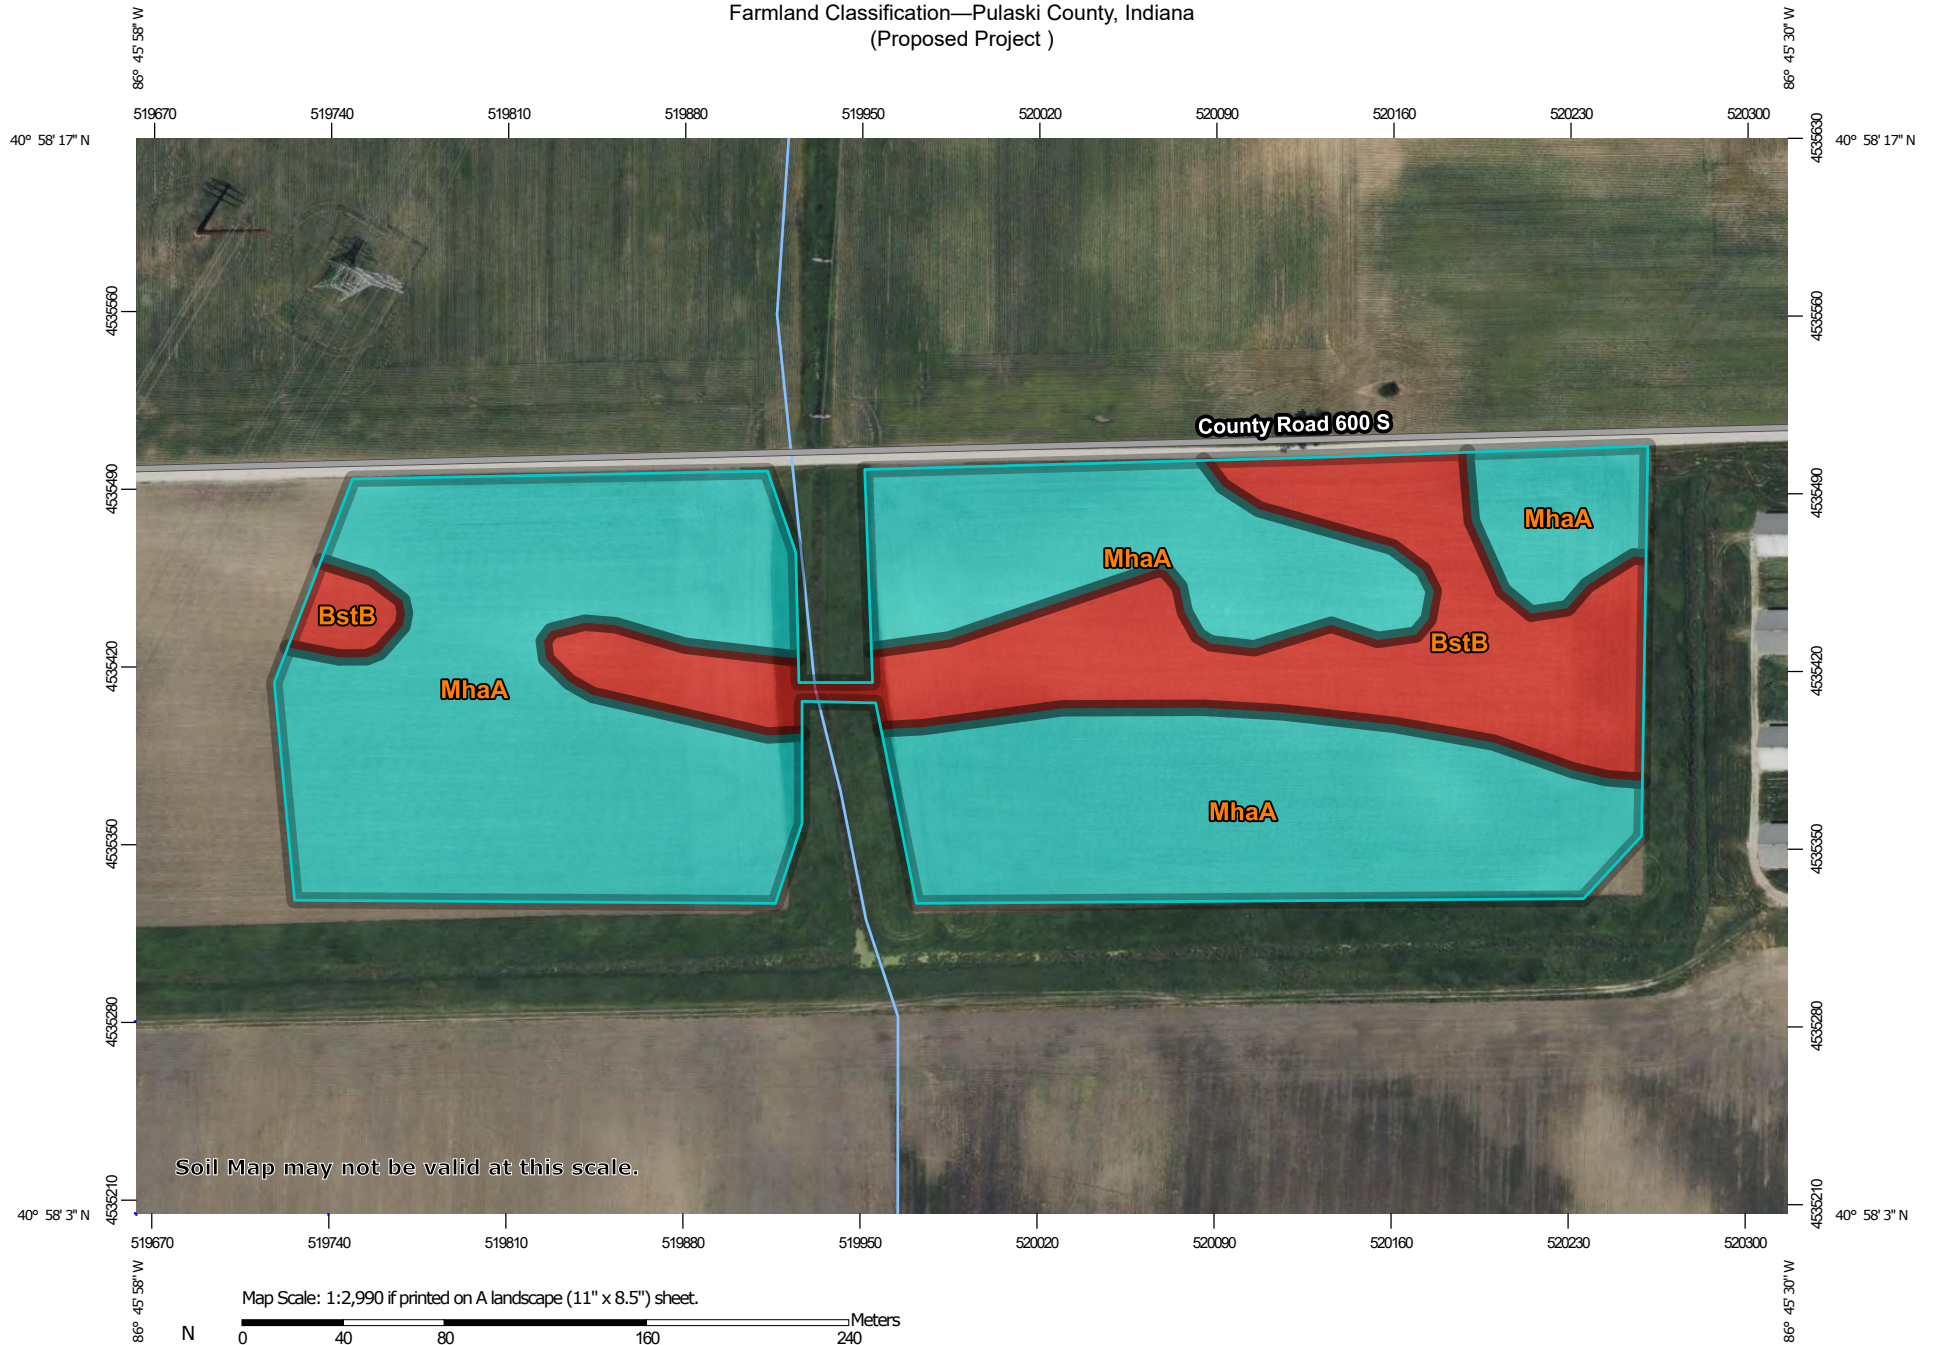 Farmland Classification—Pulaski County, Indiana
(Proposed Project )
86° 45' 58'' W
86° 45' 30'' W
519670 519740 519810 519880 519950 520020 520090 520160 520230 520300
40° 58' 17'' N
40° 58' 17'' N
4535630
4535560
4535560
County Road 600 S
4535490
4535490
MhaA
MhaA
BstB
BstB
4535420
4535420
MhaA
MhaA
4535350
4535350
4535280
4535280
Soil Map may not be valid at this scale.
4535210
4535210
40° 58' 3'' N
40° 58' 3'' N
519670 519740 519810 519880 519950 520020 520090 520160 520230 520300
86° 45' 58'' W
86° 45' 30'' W
Map Scale: 1:2,990 if printed on A landscape (11" x 8.5") sheet.
Meters
N
0 40 80 160 240